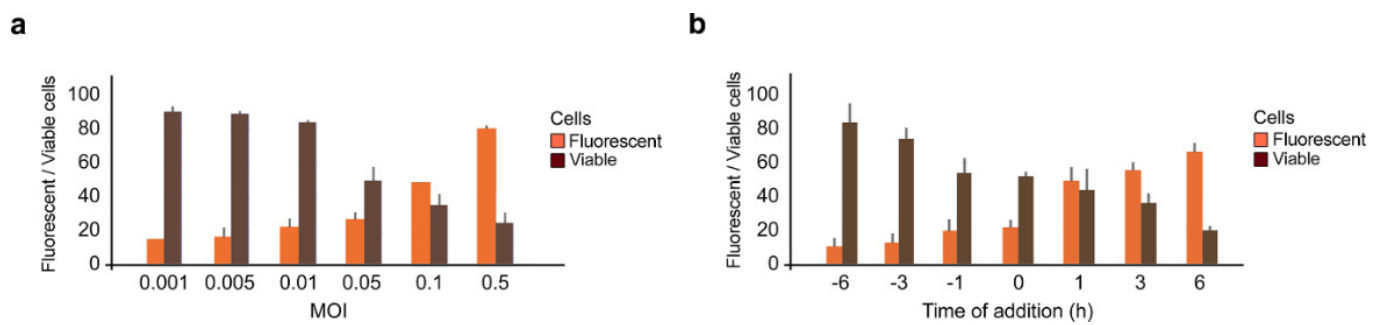 a
Fluorescent / Viable cells
100
80
60
40
20
0
0.001 0.005 0.01 0.05 0.1 0.5
MOI
Cells
Fluorescent
Viable
b
Fluorescent / Viable cells
100
80
60
40
20
0
-6 -3 -1 0 1 3 6
Time of addition (h)
Cells
Fluorescent
Viable